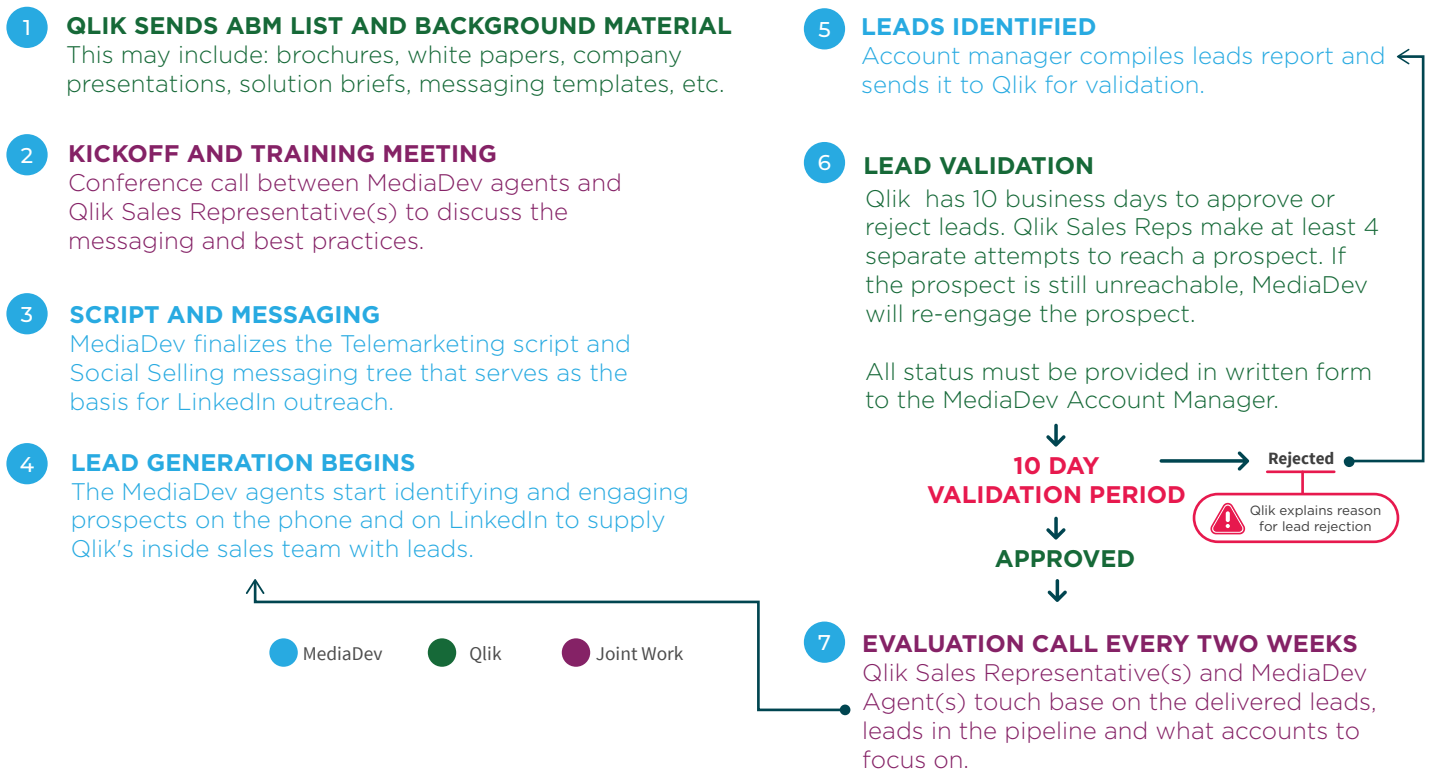 1 QLIK SENDS ABM LIST AND BACKGROUND MATERIAL
This may include: brochures, white papers, company
presentations, solution briefs, messaging templates, etc.
2 KICKOFF AND TRAINING MEETING
Conference call between MediaDev agents and
Qlik Sales Representative(s) to discuss the
messaging and best practices.
3 SCRIPT AND MESSAGING
MediaDev finalizes the Telemarketing script and
Social Selling messaging tree that serves as the
basis for LinkedIn outreach.
4 LEAD GENERATION BEGINS
The MediaDev agents start identifying and engaging
prospects on the phone and on LinkedIn to supply
Qlik's inside sales team with leads.
MediaDev Qlik Joint Work
5 LEADS IDENTIFIED
Account manager compiles leads report and
sends it to Qlik for validation.
6 LEAD VALIDATION
Qlik has 10 business days to approve or
reject leads. Qlik Sales Reps make at least 4
separate attempts to reach a prospect. If
the prospect is still unreachable, MediaDev
will re-engage the prospect.
All status must be provided in written form
to the MediaDev Account Manager.
10 DAY
VALIDATION PERIOD
Rejected
Qlik explains reason
for lead rejection
APPROVED
7 EVALUATION CALL EVERY TWO WEEKS
Qlik Sales Representative(s) and MediaDev
Agent(s) touch base on the delivered leads,
leads in the pipeline and what accounts to
focus on.